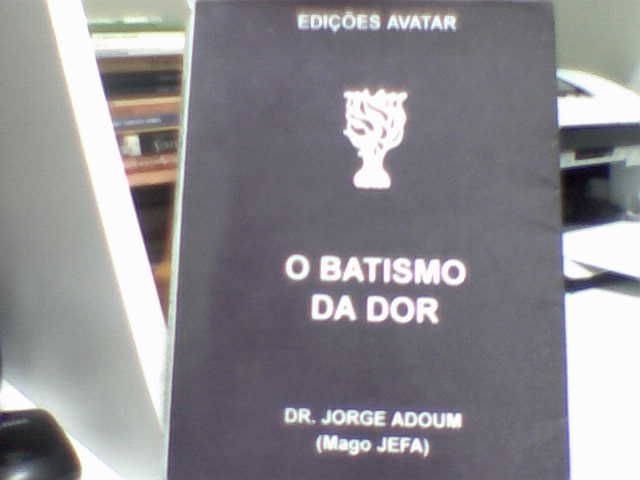 EDIÇÕES AVATAR
O BATISMO
DA DOR
DR. JORGE ADOUM
(Mago JEFA)